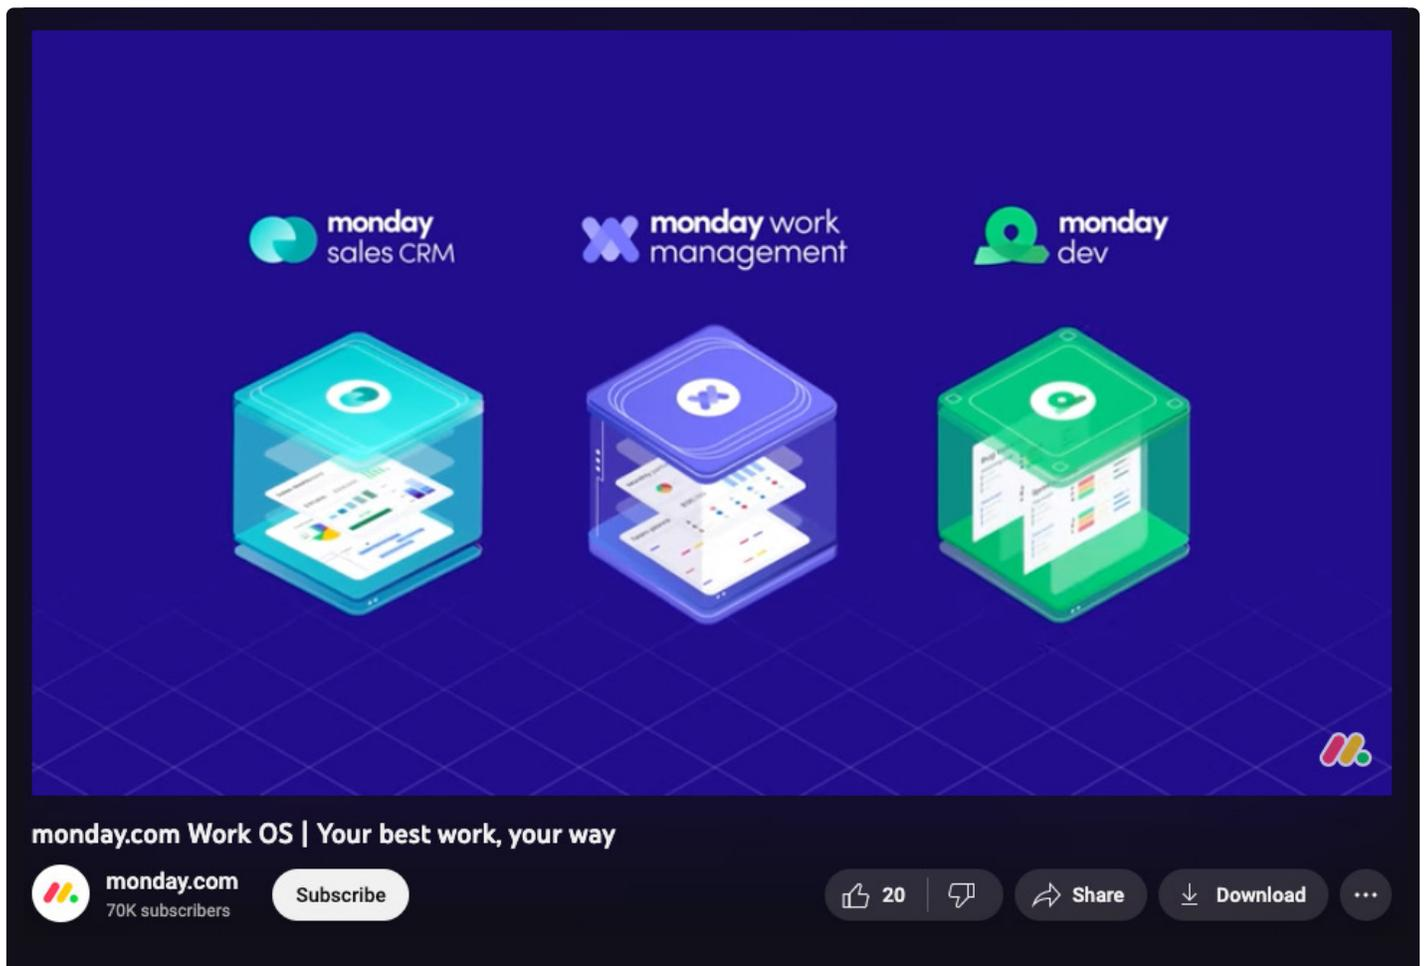 monday
sales CRM
monday work
management
monday
dev
monday.com Work OS | Your best work, your way
monday.com
70K subscribers
Subscribe
20
Share
Download